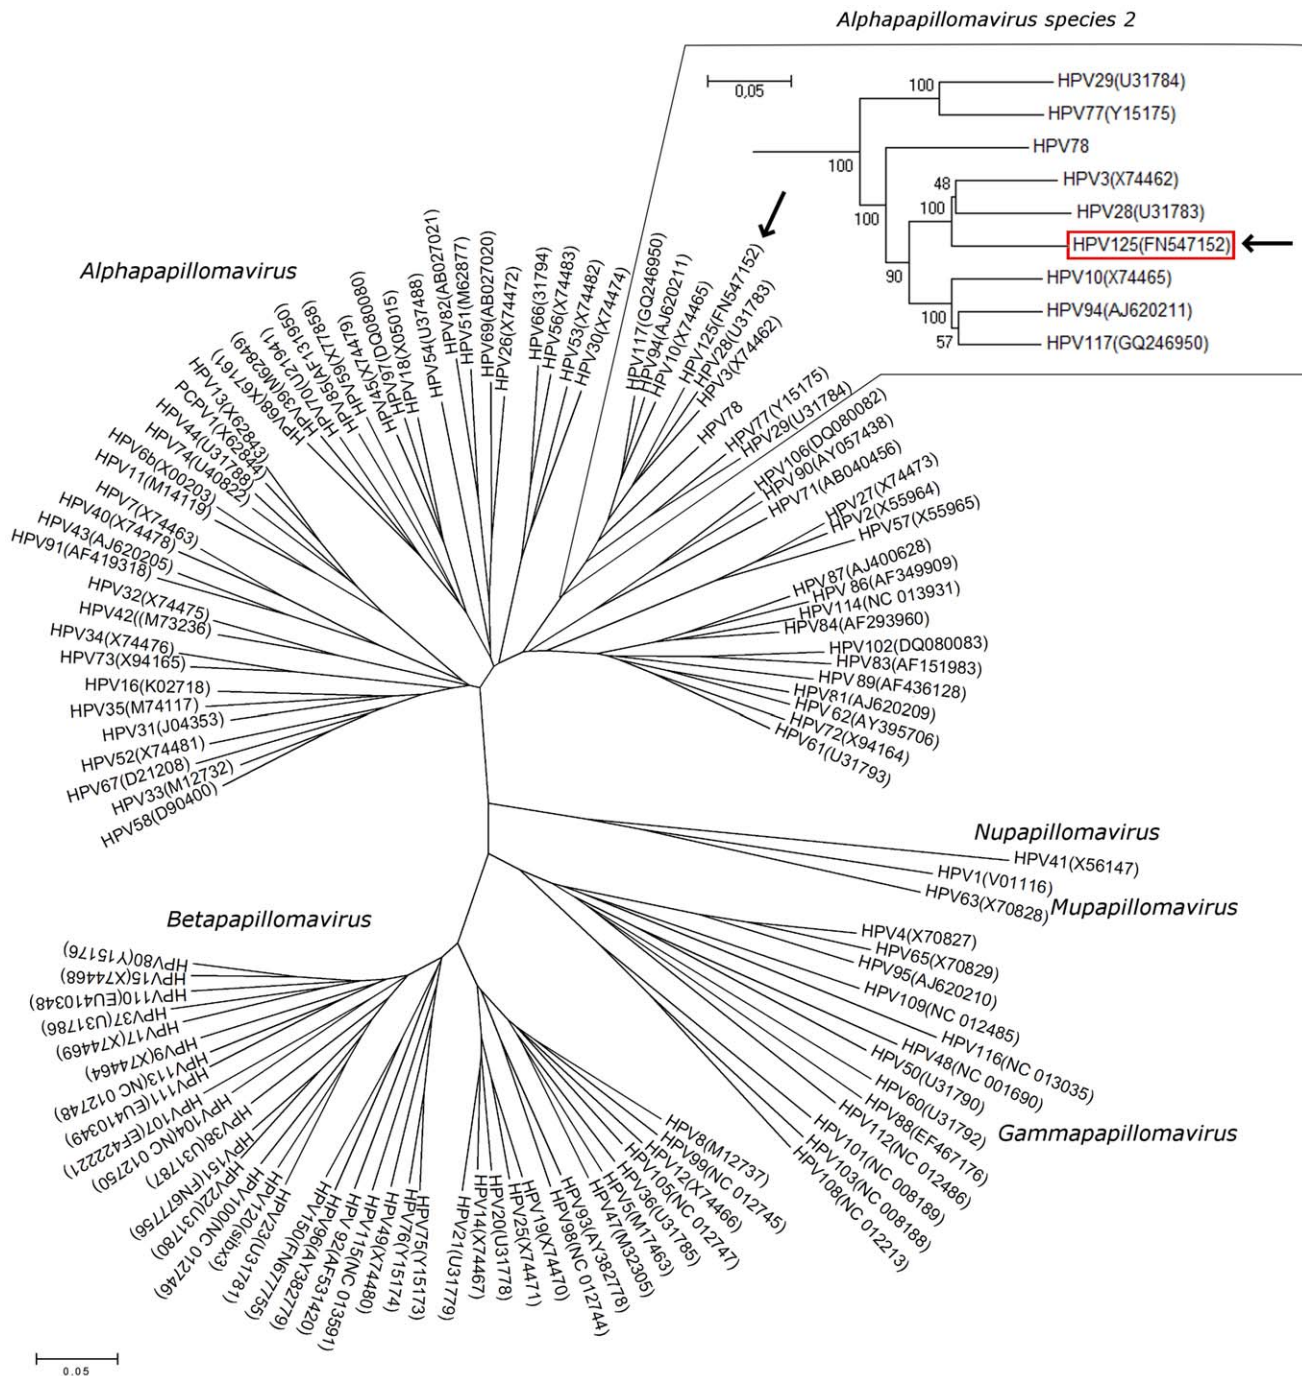 Alphapapillomavirus species 2
0,05
100
HPV29(U31784)
HPV77(Y15175)
100
HPV78
100
48
HPV3(X74462)
100
HPV28(U31783)
HPV125(FN547152)
90
HPV10(X74465)
100
HPV94(AJ620211)
57
HPV117(GQ246950)
Alphapapillomavirus
HPV58(D90400)
HPV33(M12732)
HPV67(D21208)
HPV52(X74481)
HPV31(J04353)
HPV35(M74117)
HPV16(K02718)
HPV73(X94165)
HPV34(X74476)
HPV42((M73236)
HPV32(X74475)
HPV91(AF419318)
HPV43(AJ620205)
HPV40(X74478)
HPV7(X74463)
HPV11(M14119)
HPV6b(X00203)
HPV74(U40822)
HPV44(U31788)
PCPV1(X62844)
HPV13(X62843)
HPV68(X67161)
HPV39(M62849)
HPV70(U21941)
HPV85(AF131950)
HPV59(X77858)
HPV45(X74479)
HPV97(DQ080080)
HPV18(X05015)
HPV54(U37488)
HPV82(AB027021)
HPV51(M62877)
HPV69(AB027020)
HPV26(X74472)
HPV66(31794)
HPV56(X74483)
HPV53(X74482)
HPV30(X74474)
HPV117(GQ246950)
HPV94(AJ620211)
HPV10(X74465)
HPV125(FN547152)
HPV28(U31783)
HPV3(X74462)
HPV78
HPV77(Y15175)
HPV29(U31784)
HPV106(DQ080082)
HPV90(AY057438)
HPV71(AB040456)
HPV27(X74473)
HPV2(X55964)
HPV57(X55965)
HPV87(AJ400628)
HPV 86(AF349909)
HPV114(NC 013931)
HPV84(AF293960)
HPV102(DQ080083)
HPV83(AF151983)
HPV89(AF436128)
HPV81(AJ620209)
HPV 62(AY395706)
HPV72(X94164)
HPV61(U31793)
Nupapillomavirus
HPV41(X56147)
HPV1(V01116)
HPV63(X70828)
Mupapillomavirus
HPV4(X70827)
HPV65(X70829)
HPV95(AJ620210)
HPV109(NC 012485)
HPV116(NC 013035)
HPV48(NC 001690)
HPV50(U31790)
HPV60(U31792)
HPV88(EF467176)
HPV112(NC 012486)
HPV101(NC 008189)
HPV103(NC 008188)
HPV108(NC 012213)
Gammapapillomavirus
HPV8(M12737)
HPV99(NC 012745)
HPV12(X74466)
HPV105(NC 012747)
HPV36(U31785)
HPV5(M17463)
HPV47(M32305)
HPV93(AY382778)
HPV98(NC 012744)
HPV19(X74470)
HPV25(X74471)
HPV20(U31778)
HPV14(X74467)
HPV21(U31779)
HPV75(Y15173)
HPV76(Y15174)
HPV49(X74480)
HPV115(NC 013591)
HPV 92(AF531420)
HPV96(AY382779)
HPV150(FN677755)
HPV23(U31781)
HPV120(slbx3)
HPV100(NC 012746)
HPV22(U31780)
HPV151(FN677756)
HPV38(U31787)
HPV104(NC 012750)
HPV107(EF422221)
HPV111(EU410349)
HPV113(NC 012748)
HPV9(X74464)
HPV17(X74469)
HPV37(U31786)
HPV110(EU410348)
HPV15(X74468)
HPV80(Y15176)
Betapapillomavirus
0.05